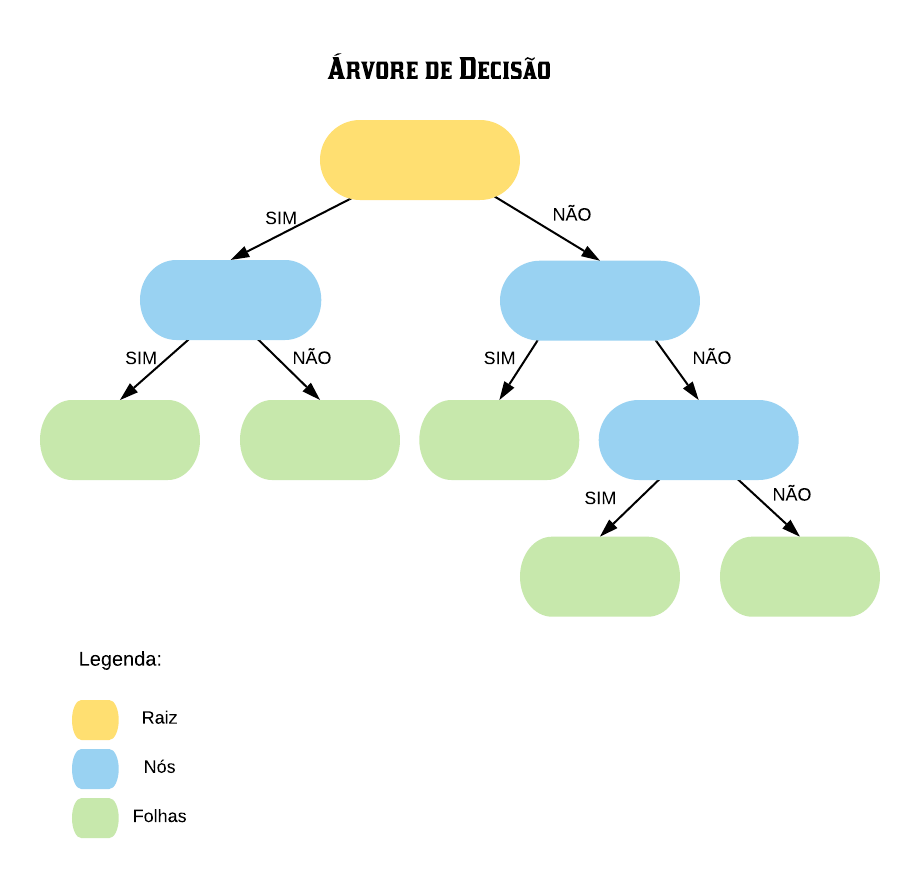 ÁRVORE DE DECISÃO
SIM
NÃO
SIM
NÃO
SIM
NÃO
SIM
NÃO
Legenda:
Raiz
Nós
Folhas